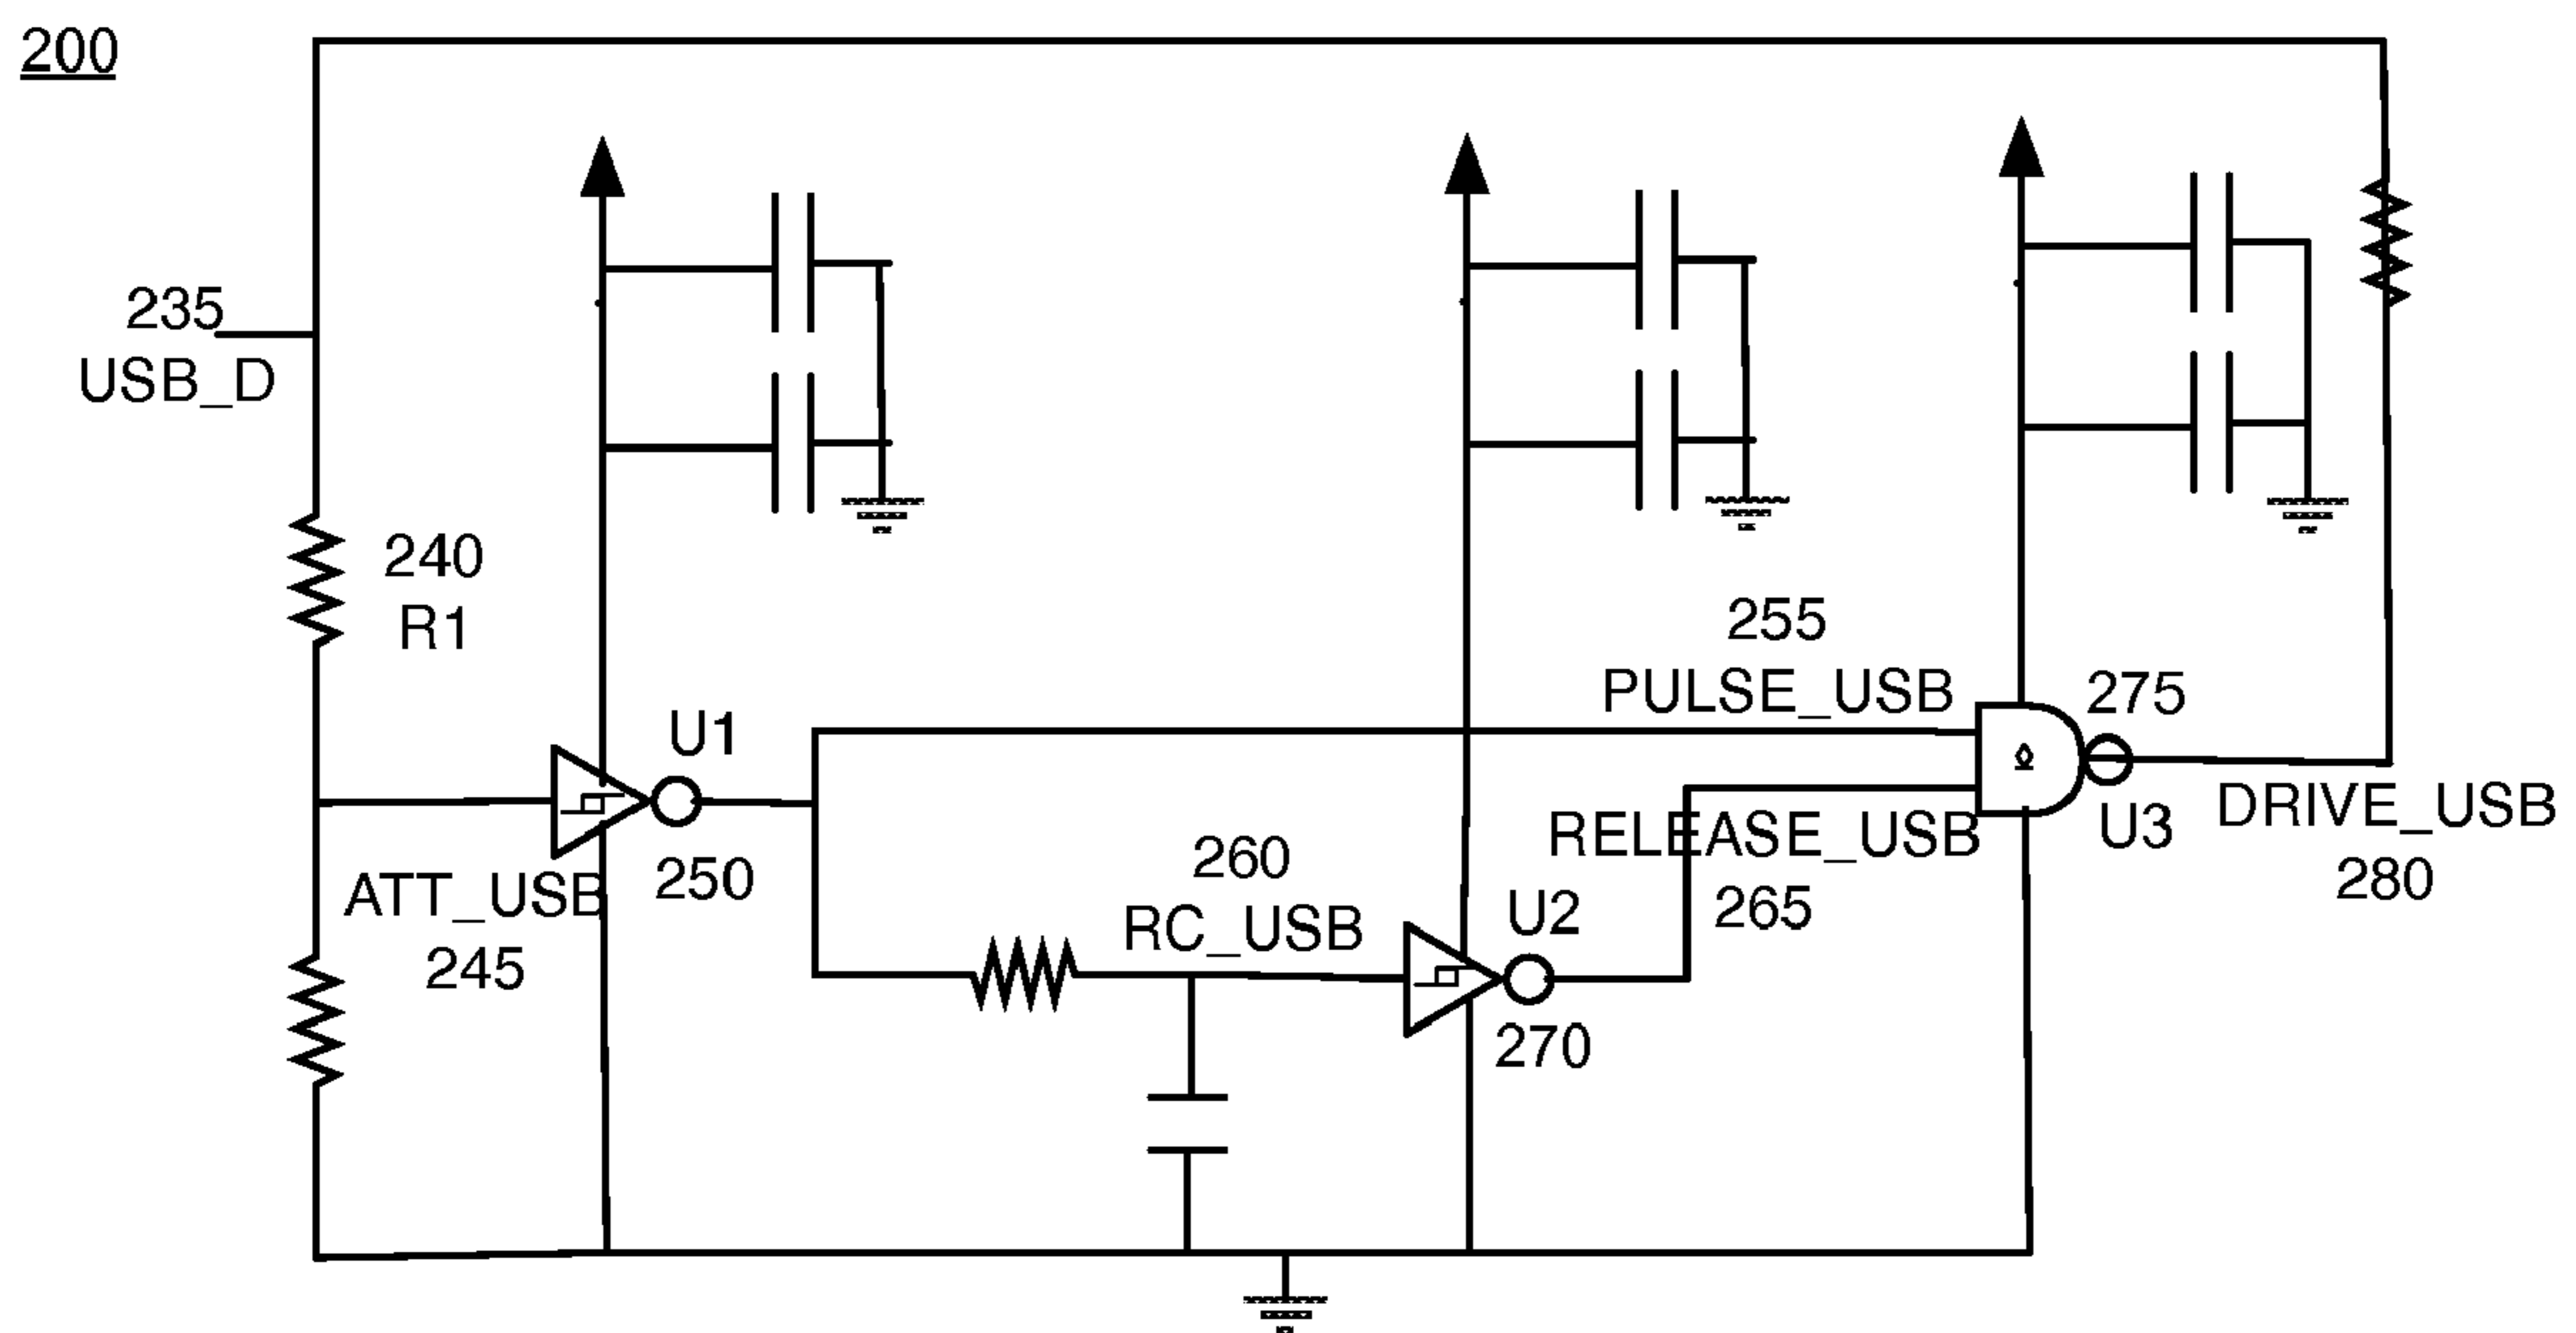 200
235
USB_D
240
R1
255
PULSE_USB
275
U1
U3
DRIVE_USB
280
RELEASE_USB
265
260
RC_USB
250
ATT_USB
245
U2
270